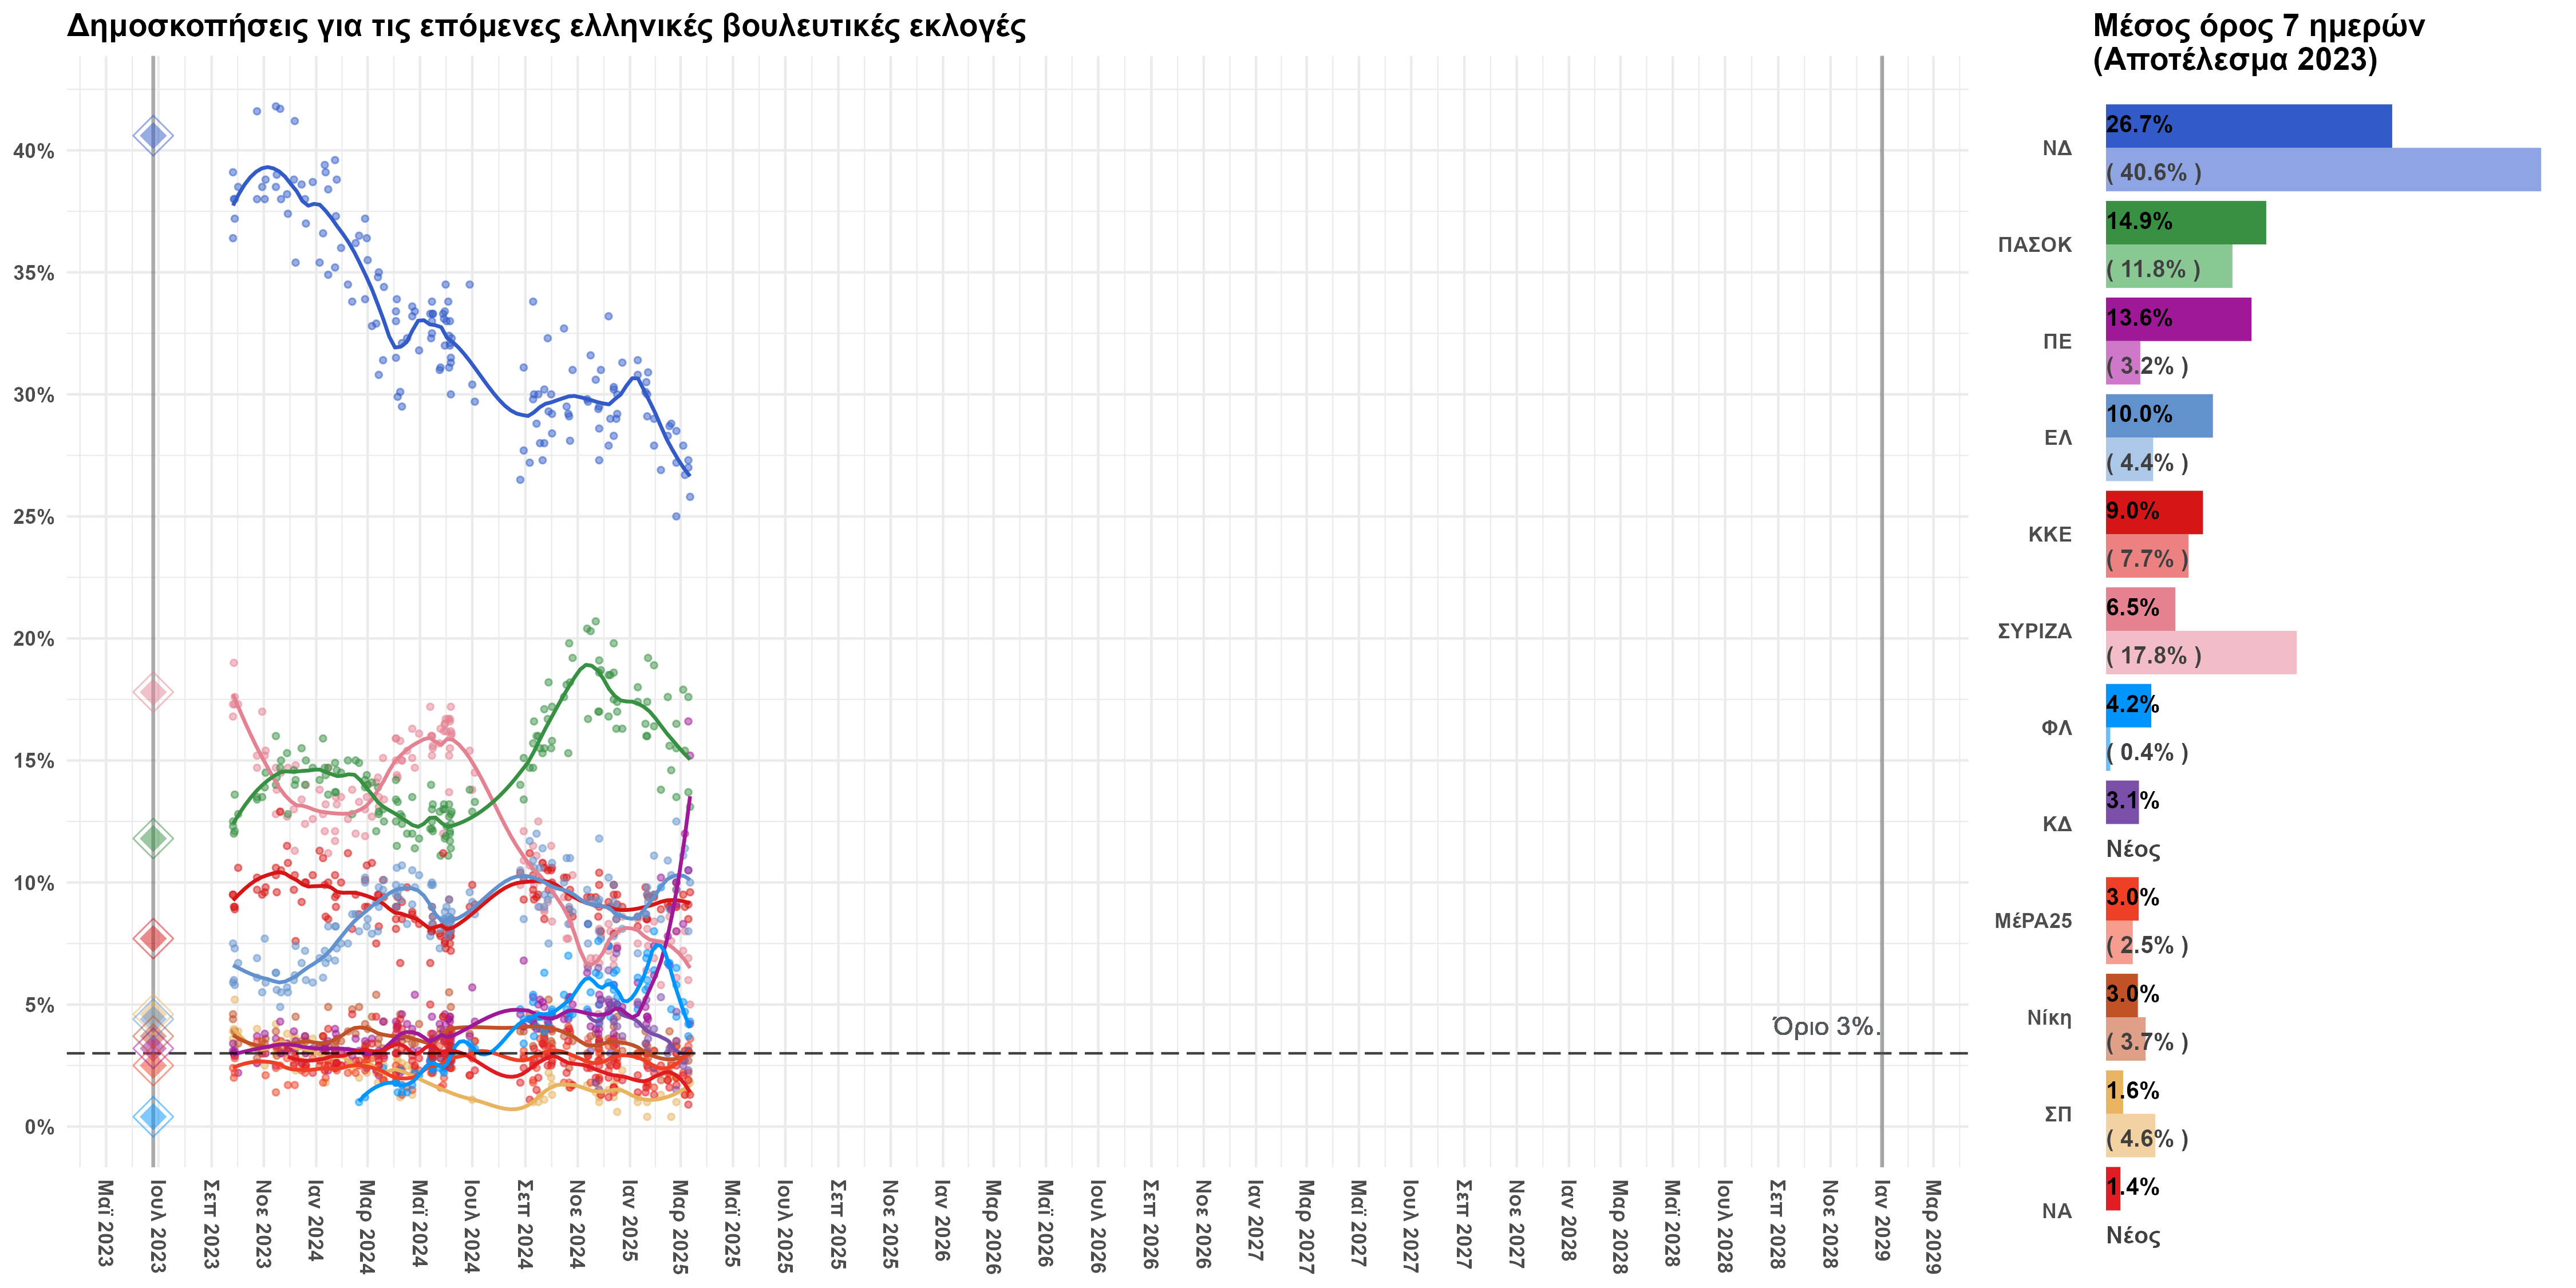 Δημοσκοπήσεις για τις επόμενες ελληνικές βουλευτικές εκλογές
40%
35%
30%
25%
20%
15%
10%
5%
0%
Όριο 3%.
Μαϊ 2023
Ιουλ 2023
Σεπ 2023
Νοε 2023
Ιαν 2024
Μαρ 2024
Μαϊ 2024
Ιουλ 2024
Σεπ 2024
Νοε 2024
Ιαν 2025
Μαρ 2025
Μαϊ 2025
Ιουλ 2025
Σεπ 2025
Νοε 2025
Ιαν 2026
Μαρ 2026
Μαϊ 2026
Ιουλ 2026
Σεπ 2026
Νοε 2026
Ιαν 2027
Μαρ 2027
Μαϊ 2027
Ιουλ 2027
Σεπ 2027
Νοε 2027
Ιαν 2028
Μαρ 2028
Μαϊ 2028
Ιουλ 2028
Σεπ 2028
Νοε 2028
Ιαν 2029
Μαρ 2029
Μέσος όρος 7 ημερών
(Αποτέλεσμα 2023)
ΝΔ
26.7%
( 40.6% )
ΠΑΣΟΚ
14.9%
( 11.8% )
ΠΕ
13.6%
( 3.2% )
ΕΛ
10.0%
( 4.4% )
ΚΚΕ
9.0%
( 7.7% )
ΣΥΡΙΖΑ
6.5%
( 17.8% )
ΦΛ
4.2%
( 0.4% )
ΚΔ
3.1%
Νέος
ΜέΡΑ25
3.0%
( 2.5% )
Νίκη
3.0%
( 3.7% )
ΣΠ
1.6%
( 4.6% )
ΝΑ
1.4%
Νέος